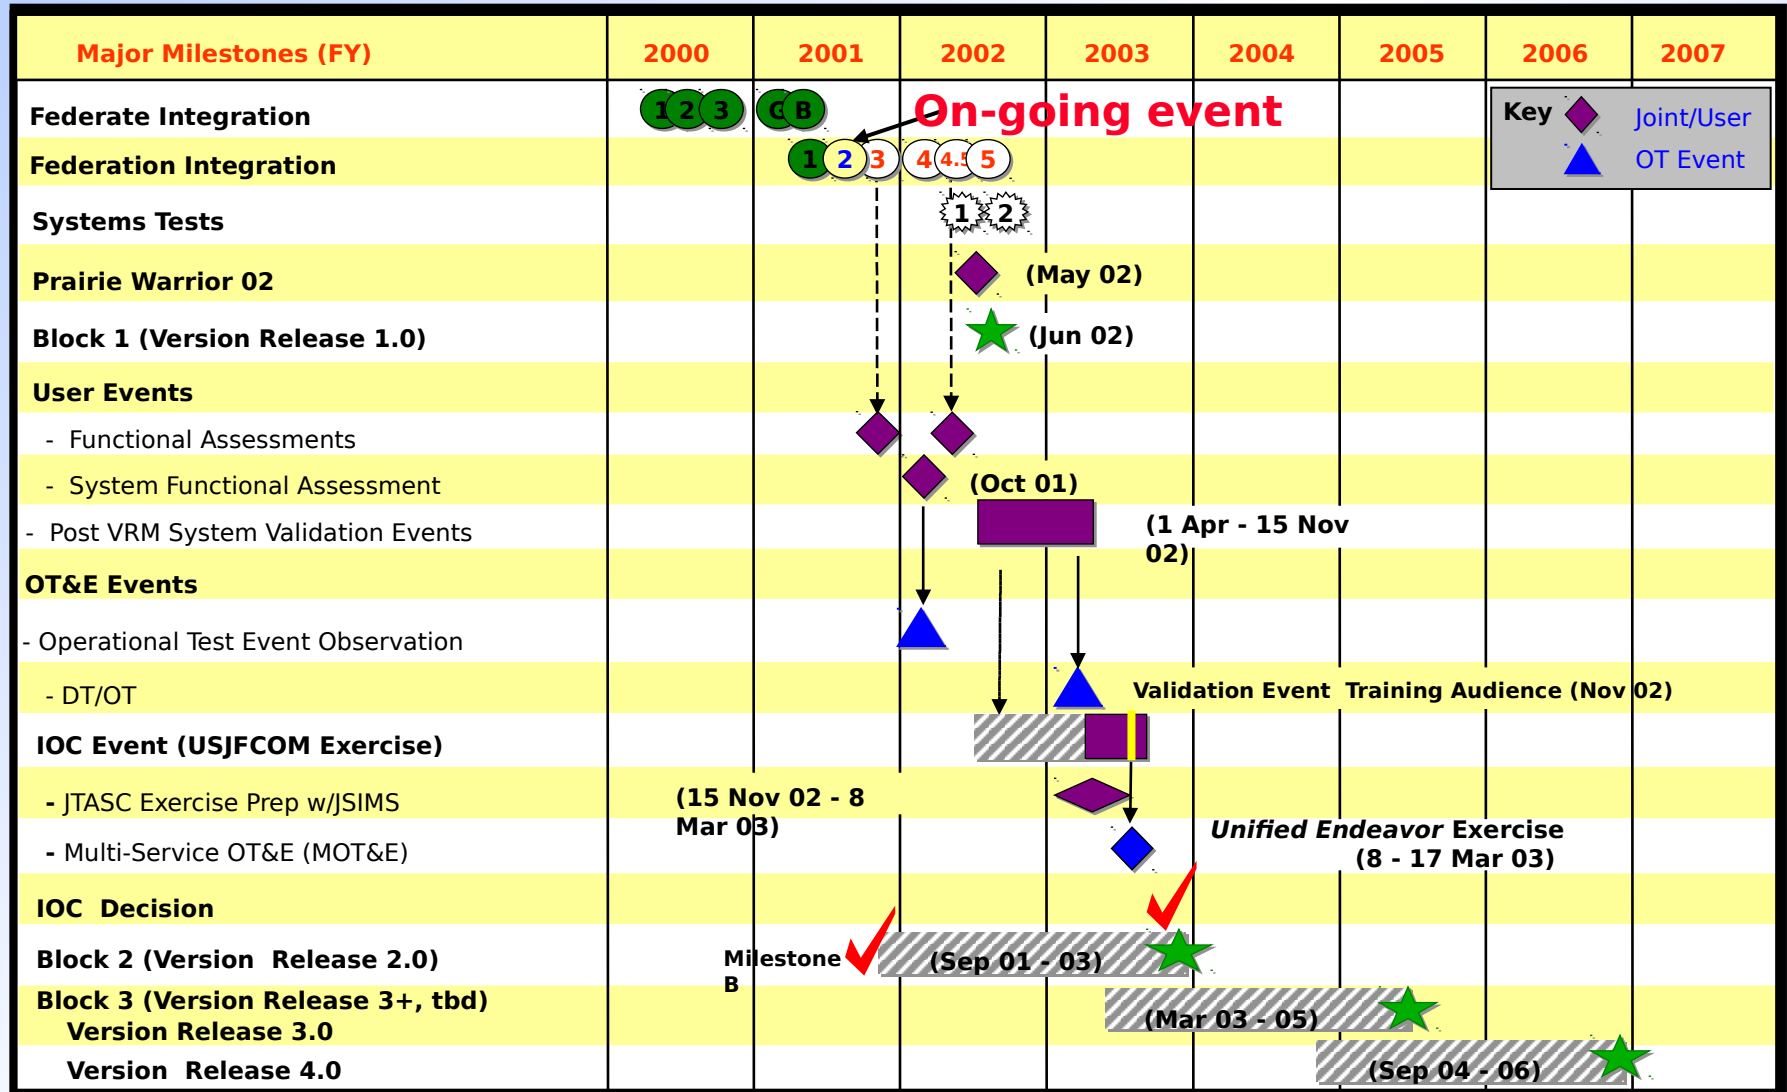 Major Milestones (FY) 2000 2001 2002 2003 2004 2005 2006 2007
Federate Integration 1 2 3 C B
On-going event
Key Joint/User
OT Event
Federation Integration 1 2 3 4 4.5 5
Systems Tests 1 2
Prairie Warrior 02 (May 02)
Block 1 (Version Release 1.0) (Jun 02)
User Events
- Functional Assessments
- System Functional Assessment (Oct 01)
- Post VRM System Validation Events (1 Apr - 15 Nov
02)
OT&E Events
- Operational Test Event Observation
- DT/OT Validation Event Training Audience (Nov 02)
IOC Event (USJFCOM Exercise)
- JTASC Exercise Prep w/JSIMS (15 Nov 02 - 8
Mar 03)
- Multi-Service OT&E (MOT&E) Unified Endeavor Exercise
(8 - 17 Mar 03)
IOC Decision
Block 2 (Version Release 2.0) Milestone
B
(Sep 01 - 03)
Block 3 (Version Release 3+, tbd)
Version Release 3.0 (Mar 03 - 05)
Version Release 4.0 (Sep 04 - 06)